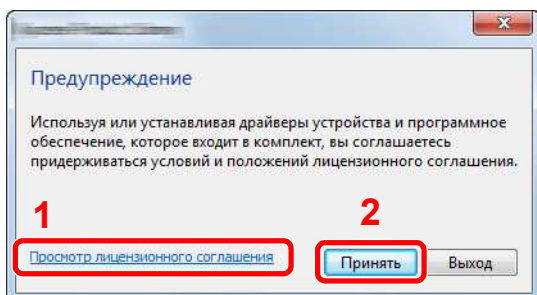 Предупреждение
Используя или устанавливая драйверы устройства и программное
обеспечение, которое входит в комплект, вы соглашаетесь
придерживаться условий и положений лицензионного соглашения.
1
2
Просмотр лицензионного соглашения
Принять
Выход